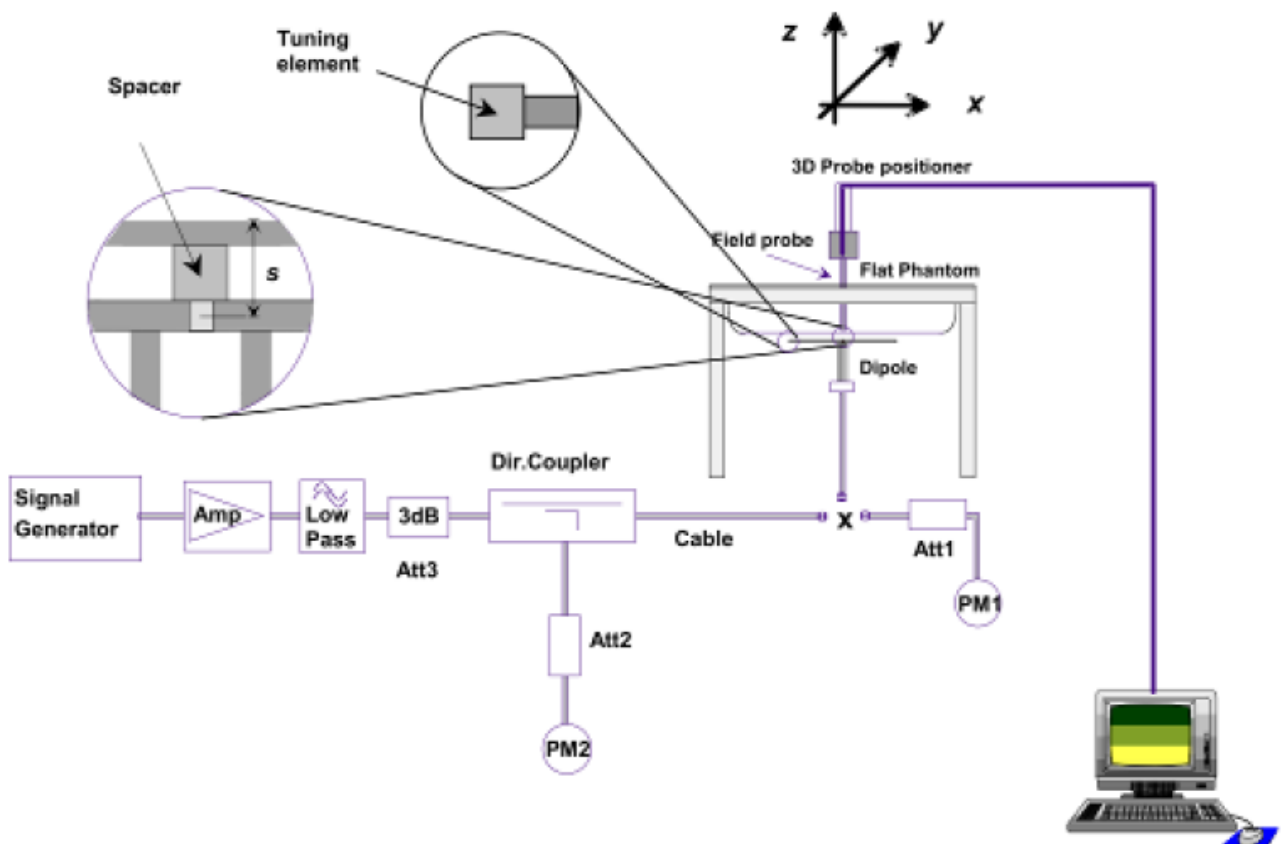 Tuning
element
Spacer
z
y
x
3D Probe positioner
Field probe
Flat Phantom
s
Dipole
Dir.Coupler
Signal
Generator
Amp
Low
Pass
3dB
Att3
Cable
x
Att1
PM1
Att2
PM2